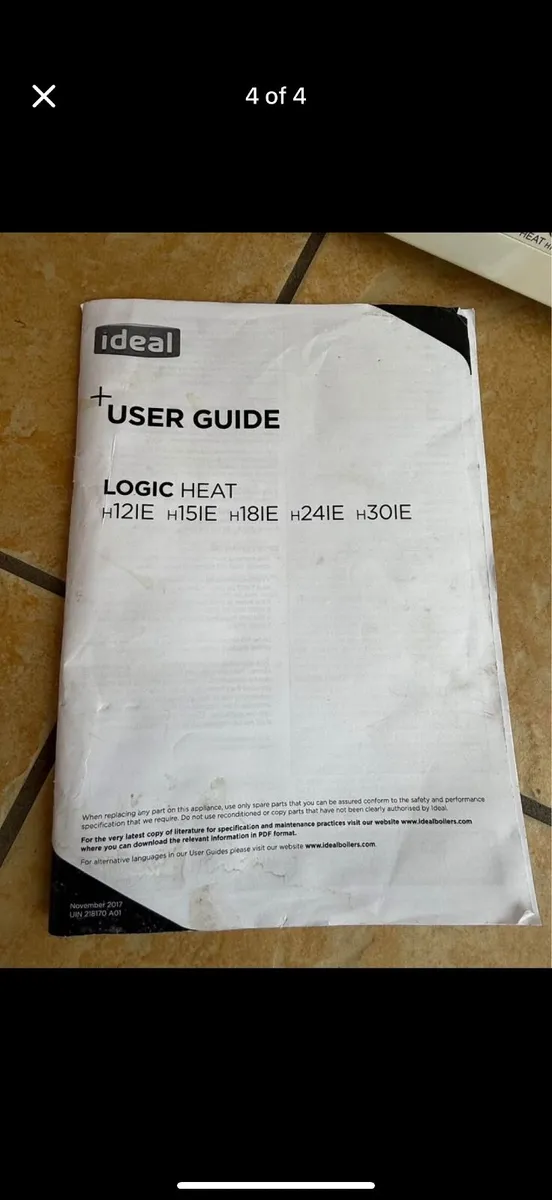 4 of 4
HEAT
ideal
USER GUIDE
LOGIC HEAT
H12IE H15IE H18IE H24IE H30IE
When replacing any part on this appliance, use only spare parts that you can be assured conform to the safety and performance
specification that we require. Do not use reconditioned or copy parts that have not been clearly authorised by Ideal.
For the very latest copy of literature for specification and maintenance practices visit our website www.idealboilers.com
where you can download the relevant information in PDF format.
For alternative languages in our User Guides please visit our website www.idealboilers.com.
November 2017
UIN 218170 A01